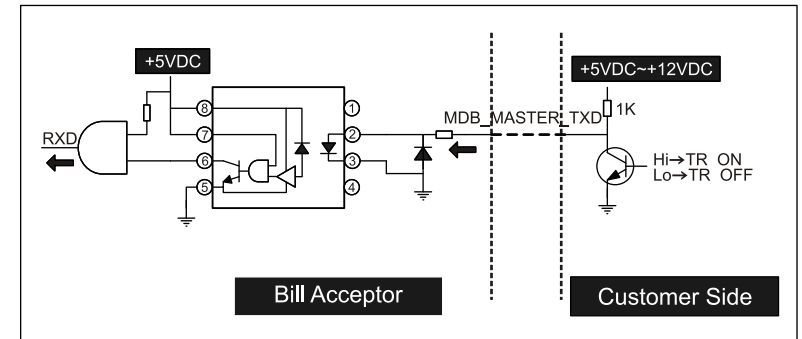 +5VDC
+5VDC~+12VDC
8
1
1K
MDB_MASTER_TXD
RXD
7
2
6
3
Hi→TR ON
Lo→TR OFF
5
4
Bill Acceptor
Customer Side